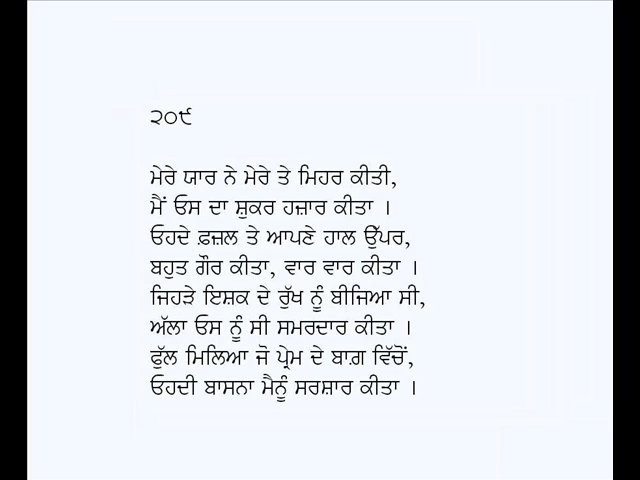 ੨੦੯
ਮੇਰੇ ਯਾਰ ਨੇ ਮੇਰੇ ਤੇ ਮਿਹਰ ਕੀਤੀ,
ਮੈਂ ਓਸ ਦਾ ਸ਼ੁਕਰ ਹਜ਼ਾਰ ਕੀਤਾ ।
ਓਹਦੇ ਫ਼ਜ਼ਲ ਤੇ ਆਪਣੇ ਹਾਲ ਉੱਪਰ,
ਬਹੁਤ ਗੌਰ ਕੀਤਾ, ਵਾਰ ਵਾਰ ਕੀਤਾ ।
ਜਿਹੜੇ ਇਸ਼ਕ ਦੇ ਰੁੱਖ ਨੂੰ ਬੀਜਿਆ ਸੀ,
ਅੱਲਾ ਓਸ ਨੂੰ ਸੀ ਸਮਰਦਾਰ ਕੀਤਾ ।
ਫੁੱਲ ਮਿਲਿਆ ਜੋ ਪ੍ਰੇਮ ਦੇ ਬਾਗ਼ ਵਿੱਚੋਂ,
ਓਹਦੀ ਬਾਸਨਾ ਮੈਨੂੰ ਸਰਸ਼ਾਰ ਕੀਤਾ ।